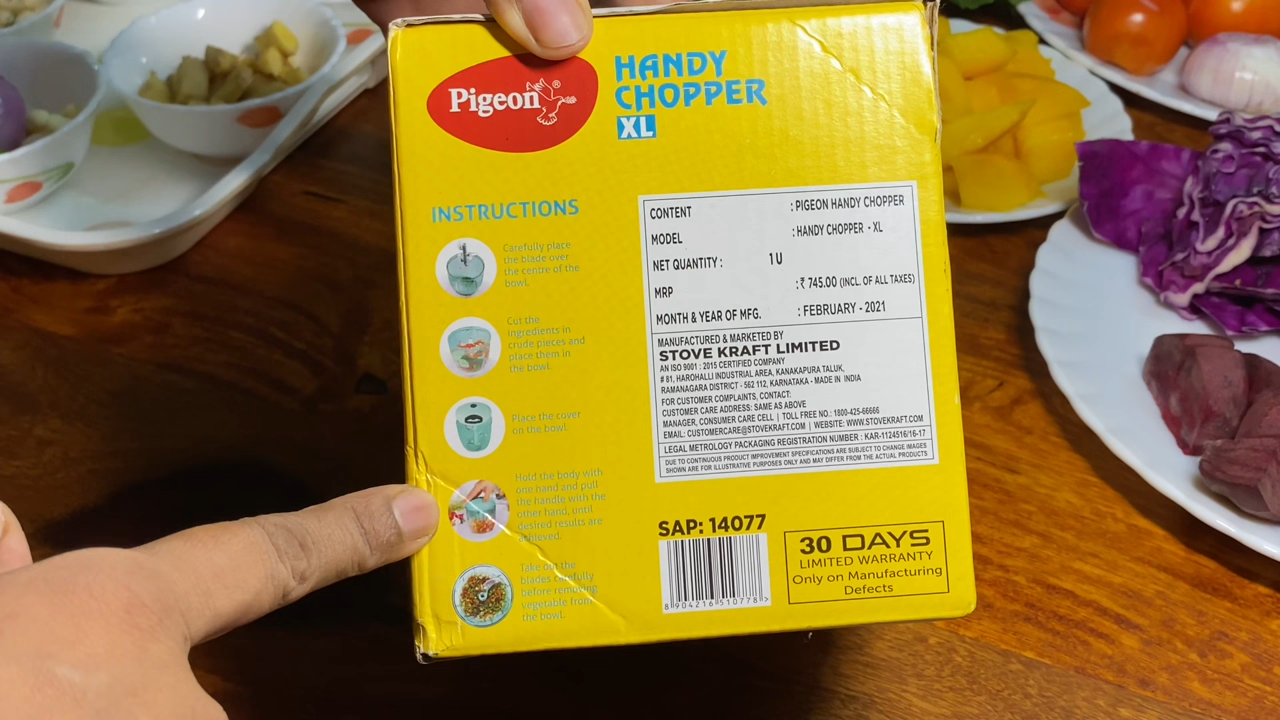 Pigeon®
HANDY
CHOPPER
XL
INSTRUCTIONS
Carefully place
the blade over
the centre of the
bowl.
Cut the
ingredients in
crude pieces and
place them in
the bowl.
Place the cover
on the bowl.
Hold the body with
one hand and pull
the handle with the
other hand, until
desired results are
achieved.
Take out the
blades carefully
before removing
vegetable from
the bowl.
CONTENT : PIGEON HANDY CHOPPER
MODEL : HANDY CHOPPER - XL
NET QUANTITY : 1 U
MRP : ₹ 745.00 (INCL. OF ALL TAXES)
MONTH & YEAR OF MFG. : FEBRUARY - 2021
MANUFACTURED & MARKETED BY
STOVE KRAFT LIMITED
AN ISO 9001 : 2015 CERTIFIED COMPANY
# 81, HAROHALLI INDUSTRIAL AREA, KANAKAPURA TALUK,
RAMANAGARA DISTRICT - 562 112, KARNATAKA - MADE IN INDIA
FOR CUSTOMER COMPLAINTS, CONTACT:
CUSTOMER CARE ADDRESS: SAME AS ABOVE
MANAGER, CONSUMER CARE CELL | TOLL FREE NO.: 1800-425-66666
EMAIL: CUSTOMERCARE@STOVEKRAFT.COM | WEBSITE: WWW.STOVEKRAFT.COM
LEGAL METROLOGY PACKAGING REGISTRATION NUMBER : KAR-1124516/16-17
DUE TO CONTINUOUS PRODUCT IMPROVEMENT SPECIFICATIONS ARE SUBJECT TO CHANGE IMAGES
SHOWN ARE FOR ILLUSTRATIVE PURPOSES ONLY AND MAY DIFFER FROM THE ACTUAL PRODUCTS
SAP: 14077
8 904216 510778 >
30 DAYS
LIMITED WARRANTY
Only on Manufacturing
Defects